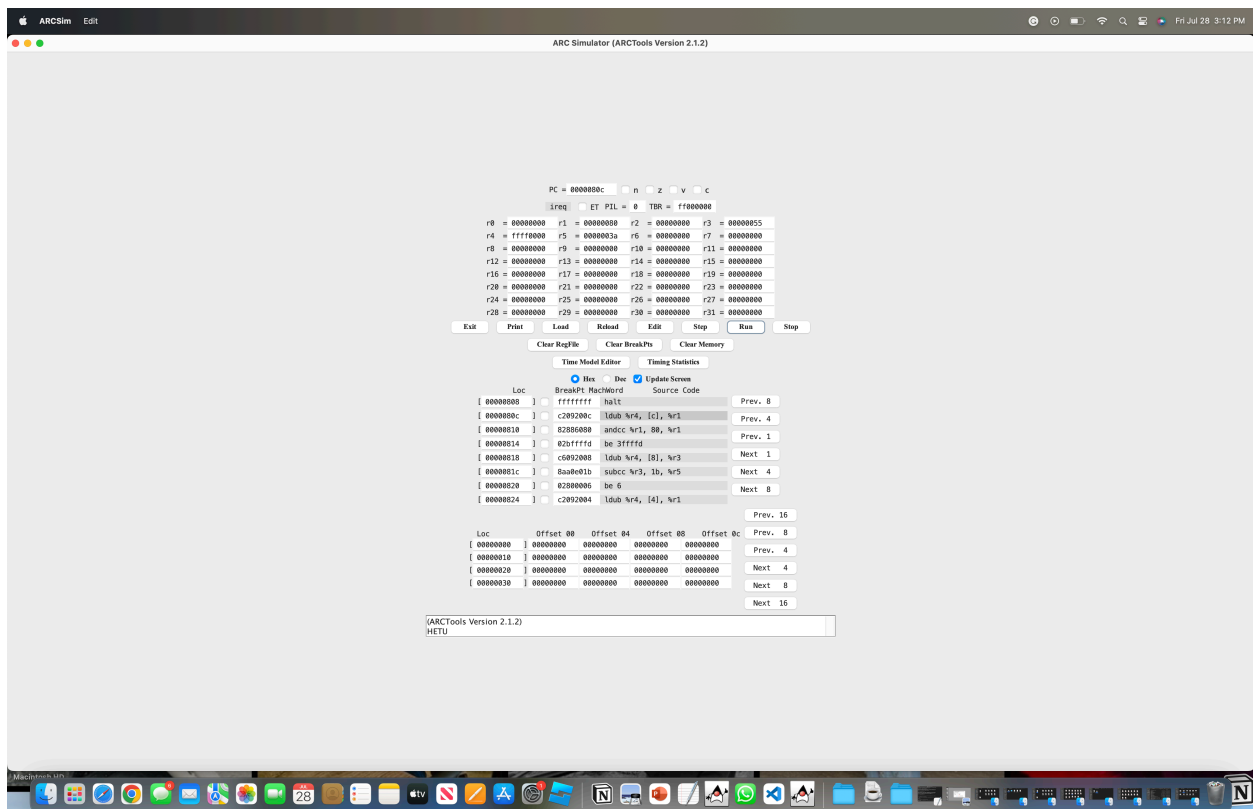 ARCSim Edit Fri Jul 28 3:12 PM
ARC Simulator (ARCTools Version 2.1.2)
PC = 0000080c n z v c
ireq ET PIL = 0 TBR = ff000000
r0 = 00000000 r1 = 00000080 r2 = 00000000 r3 = 00000055
r4 = ffff0000 r5 = 0000003a r6 = 00000000 r7 = 00000000
r8 = 00000000 r9 = 00000000 r10 = 00000000 r11 = 00000000
r12 = 00000000 r13 = 00000000 r14 = 00000000 r15 = 00000000
r16 = 00000000 r17 = 00000000 r18 = 00000000 r19 = 00000000
r20 = 00000000 r21 = 00000000 r22 = 00000000 r23 = 00000000
r24 = 00000000 r25 = 00000000 r26 = 00000000 r27 = 00000000
r28 = 00000000 r29 = 00000000 r30 = 00000000 r31 = 00000000
Exit Print Load Reload Edit Step Run Stop
Clear RegFile Clear BreakPts Clear Memory
Time Model Editor Timing Statistics
Hex Dec Update Screen
Loc BreakPt MachWord Source Code
[ 00000808 ] ffffffff halt Prev. 8
[ 0000080c ] c209200c ldub %r4, [c], %r1 Prev. 4
[ 00000810 ] 82886080 andcc %r1, 80, %r1 Prev. 1
[ 00000814 ] 02bffffd be 3ffffd
[ 00000818 ] c6092008 ldub %r4, [8], %r3 Next 1
[ 0000081c ] 8aa0e01b subcc %r3, 1b, %r5 Next 4
[ 00000820 ] 02800006 be 6 Next 8
[ 00000824 ] c2092004 ldub %r4, [4], %r1
Prev. 16
Loc Offset 00 Offset 04 Offset 08 Offset 0c Prev. 8
[ 00000000 ] 00000000 00000000 00000000 00000000
[ 00000010 ] 00000000 00000000 00000000 00000000 Prev. 4
[ 00000020 ] 00000000 00000000 00000000 00000000 Next 4
[ 00000030 ] 00000000 00000000 00000000 00000000 Next 8
Next 16
(ARCTools Version 2.1.2)
HETU
Macintosh HD
28
tv